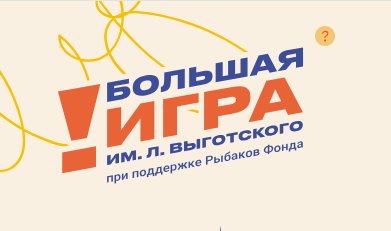 ?
! БОЛЬШАЯ
ИГРА
ИМ. Л. ВЫГОТСКОГО
при поддержке Рыбаков Фонда